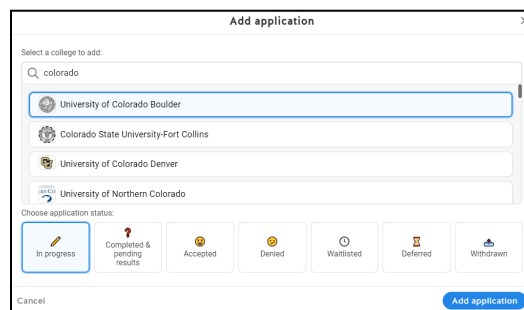 Add application
Select a college to add:
colorado
University of Colorado Boulder
Colorado State University-Fort Collins
University of Colorado Denver
University of Northern Colorado
Choose application status:
In progress
Completed &
pending
results
Accepted
Denied
Waitlisted
Deferred
Withdrawn
Cancel
Add application